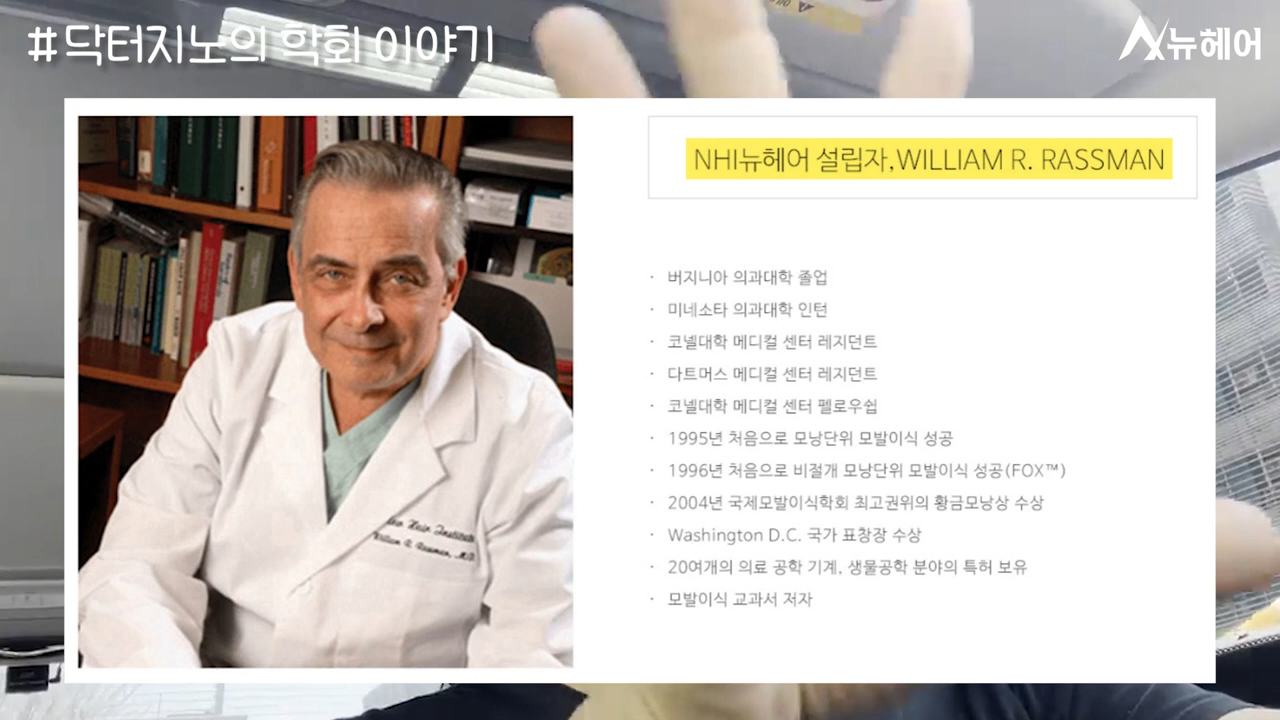 #닥터지노의 학회 이야기
뉴헤어
NHI뉴헤어 설립자,WILLIAM R. RASSMAN
· 버지니아 의과대학 졸업
· 미네소타 의과대학 인턴
· 코넬대학 메디컬 센터 레지던트
· 다트머스 메디컬 센터 레지던트
· 코넬대학 메디컬 센터 펠로우쉽
· 1995년 처음으로 모낭단위 모발이식 성공
· 1996년 처음으로 비절개 모낭단위 모발이식 성공(FOX™)
· 2004년 국제모발이식학회 최고권위의 황금모낭상 수상
· Washington D.C. 국가 표창장 수상
· 20여개의 의료 공학 기계, 생물공학 분야의 특허 보유
· 모발이식 교과서 저자
Hair Institute
William R. Rassman, M.D.